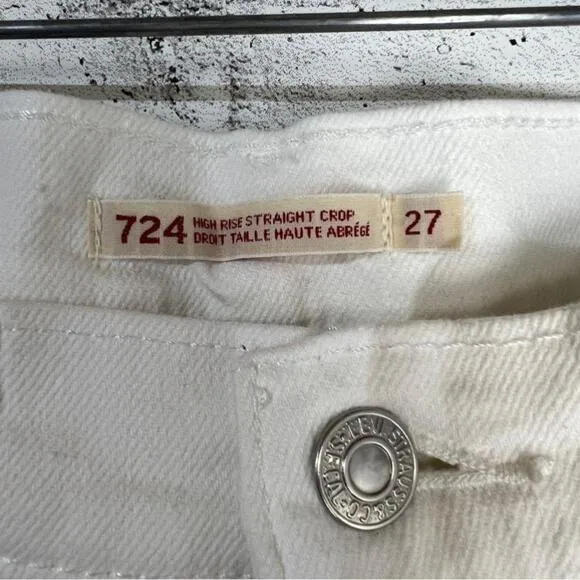 724 HIGH RISE STRAIGHT CROP
DROIT TAILLE HAUTE ABRÉGÉ
27
LEVI STRAUSS & CO